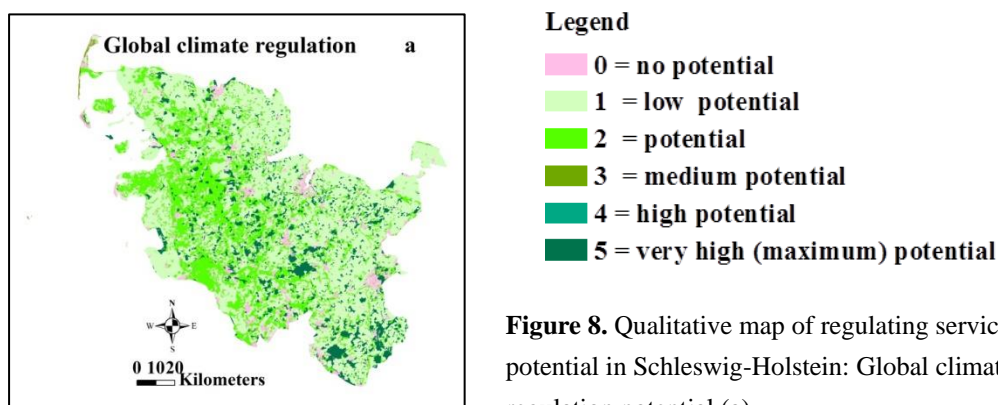 Global climate regulation a
N
W E
S
0 1020
Kilometers
Legend
0 = no potential
1 = low potential
2 = potential
3 = medium potential
4 = high potential
5 = very high (maximum) potential
Figure 8. Qualitative map of regulating servic
potential in Schleswig-Holstein: Global climat